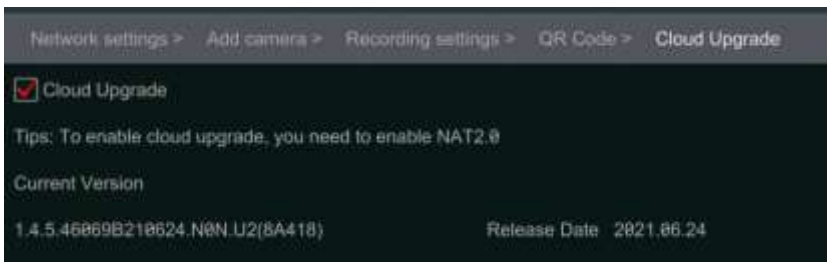 Network settings > Add camera > Recording settings > QR Code > Cloud Upgrade
Cloud Upgrade
Tips: To enable cloud upgrade, you need to enable NAT2.0
Current Version
1.4.5.46069B210624.N0N.U2(8A418) Release Date 2021.06.24